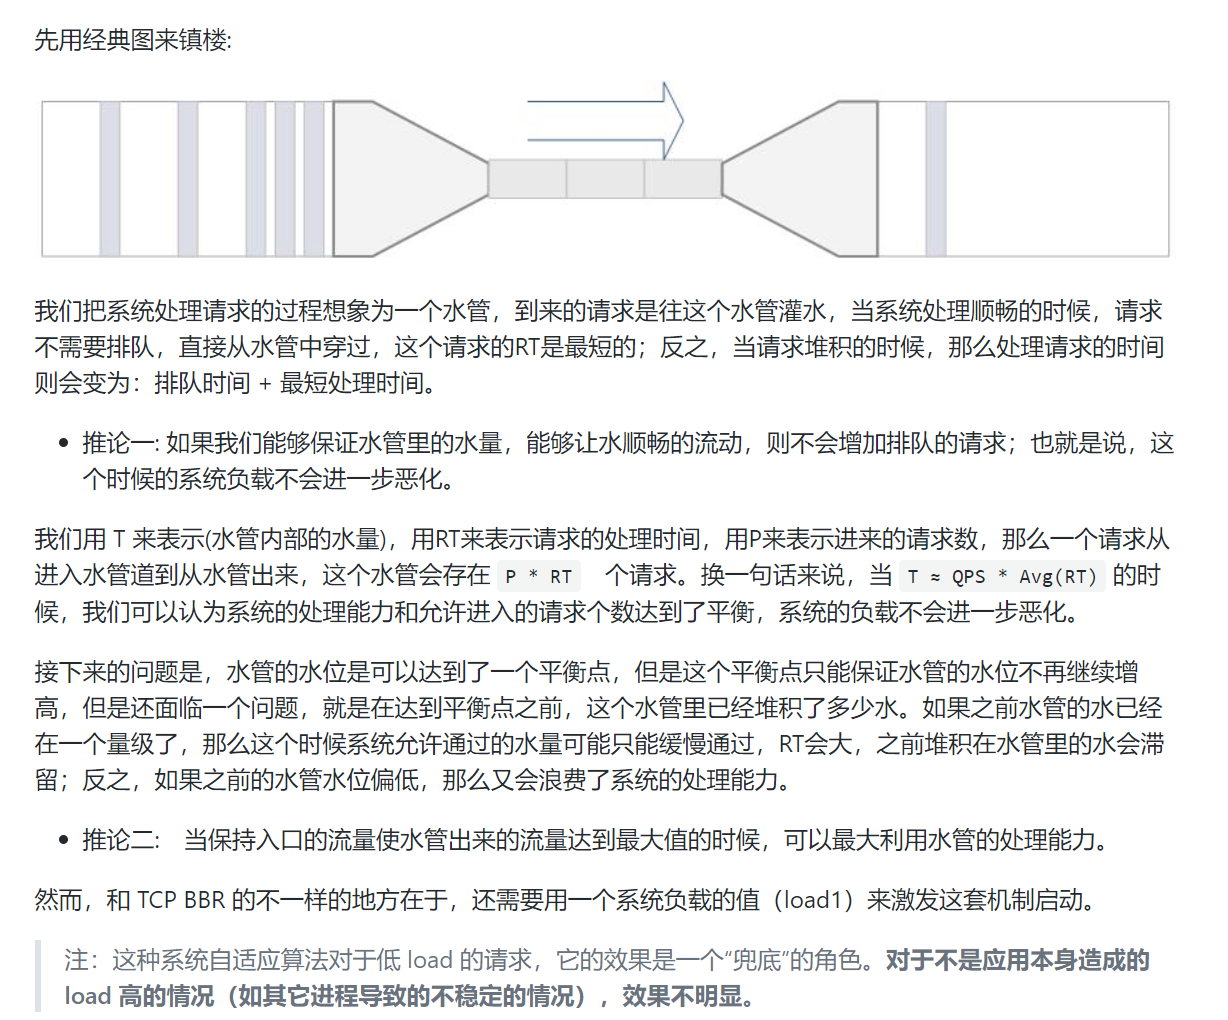 先用经典图来镇楼:
我们把系统处理请求的过程想象为一个水管，到来的请求是往这个水管灌水，当系统处理顺畅的时候，请求
不需要排队，直接从水管中穿过，这个请求的RT是最短的；反之，当请求堆积的时候，那么处理请求的时间
则会变为：排队时间 + 最短处理时间。
• 推论一: 如果我们能够保证水管里的水量，能够让水顺畅的流动，则不会增加排队的请求；也就是说，这
个时候的系统负载不会进一步恶化。
我们用 T 来表示(水管内部的水量)，用RT来表示请求的处理时间，用P来表示进来的请求数，那么一个请求从
进入水管道到从水管出来，这个水管会存在 P * RT 个请求。换一句话来说，当 T ≈ QPS * Avg(RT) 的时
候，我们可以认为系统的处理能力和允许进入的请求个数达到了平衡，系统的负载不会进一步恶化。
接下来的问题是，水管的水位是可以达到了一个平衡点，但是这个平衡点只能保证水管的水位不再继续增
高，但是还面临一个问题，就是在达到平衡点之前，这个水管里已经堆积了多少水。如果之前水管的水已经
在一个量级了，那么这个时候系统允许通过的水量可能只能缓慢通过，RT会大，之前堆积在水管里的水会滞
留；反之，如果之前的水管水位偏低，那么又会浪费了系统的处理能力。
• 推论二: 当保持入口的流量使水管出来的流量达到最大值的时候，可以最大利用水管的处理能力。
然而，和 TCP BBR 的不一样的地方在于，还需要用一个系统负载的值（load1）来激发这套机制启动。
注：这种系统自适应算法对于低 load 的请求，它的效果是一个“兜底”的角色。对于不是应用本身造成的
load 高的情况（如其它进程导致的不稳定的情况），效果不明显。